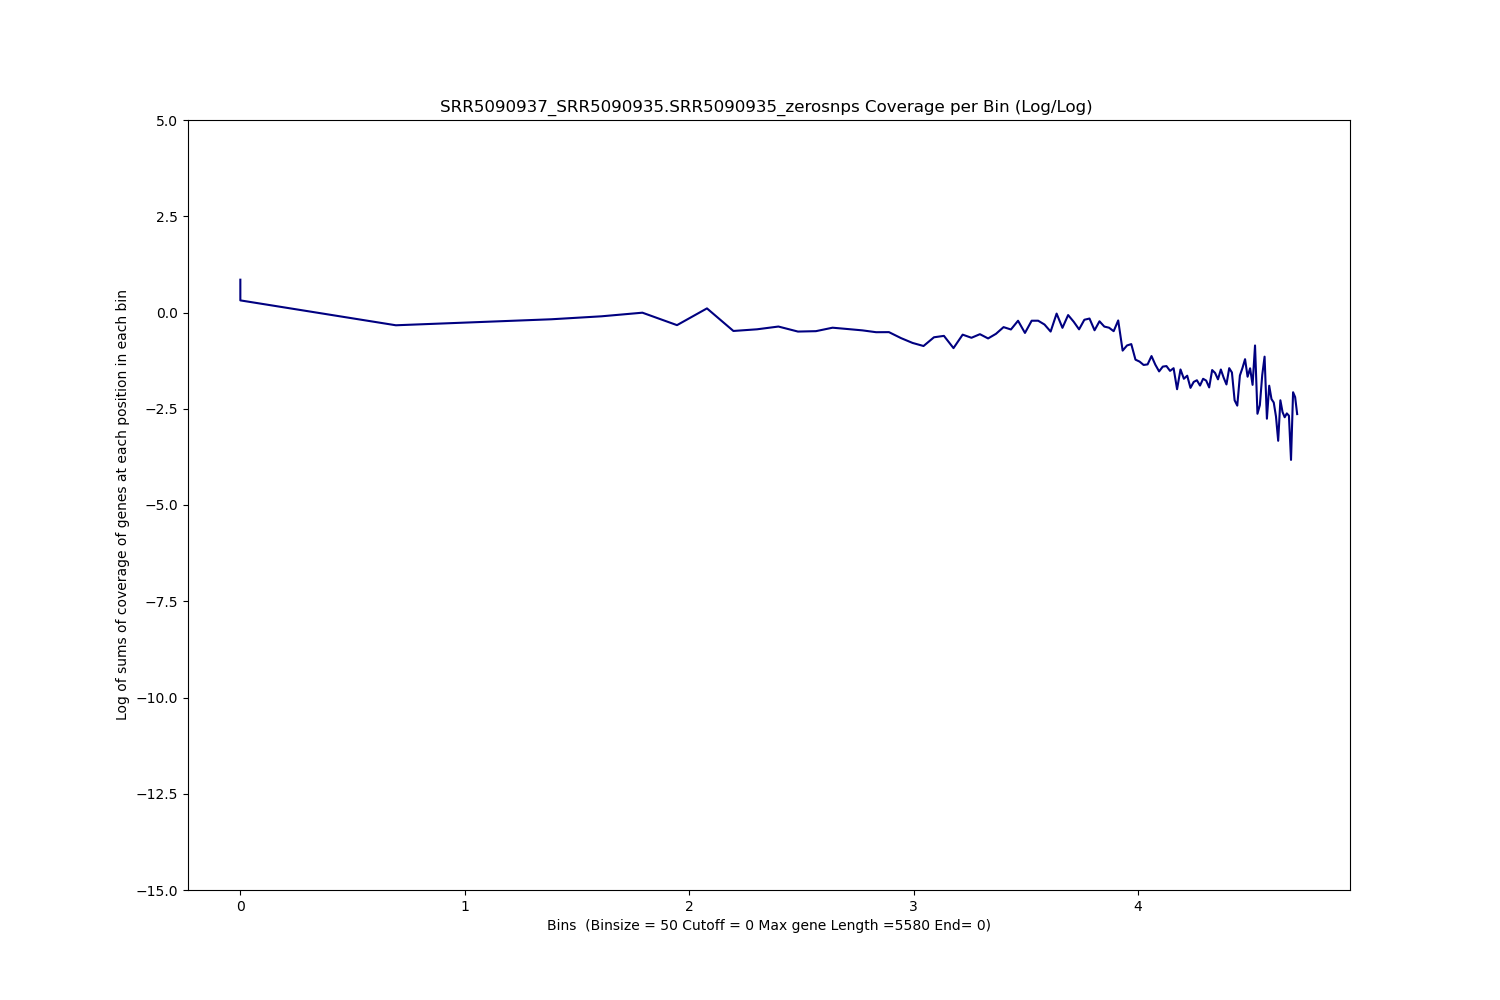 SRR5090937_SRR5090935.SRR5090935_zerosnps Coverage per Bin (Log/Log)
5.0
2.5
0.0
−2.5
−5.0
−7.5
−10.0
−12.5
−15.0
Log of sums of coverage of genes at each position in each bin
0 1 2 3 4
Bins  (Binsize = 50 Cutoff = 0 Max gene Length =5580 End= 0)